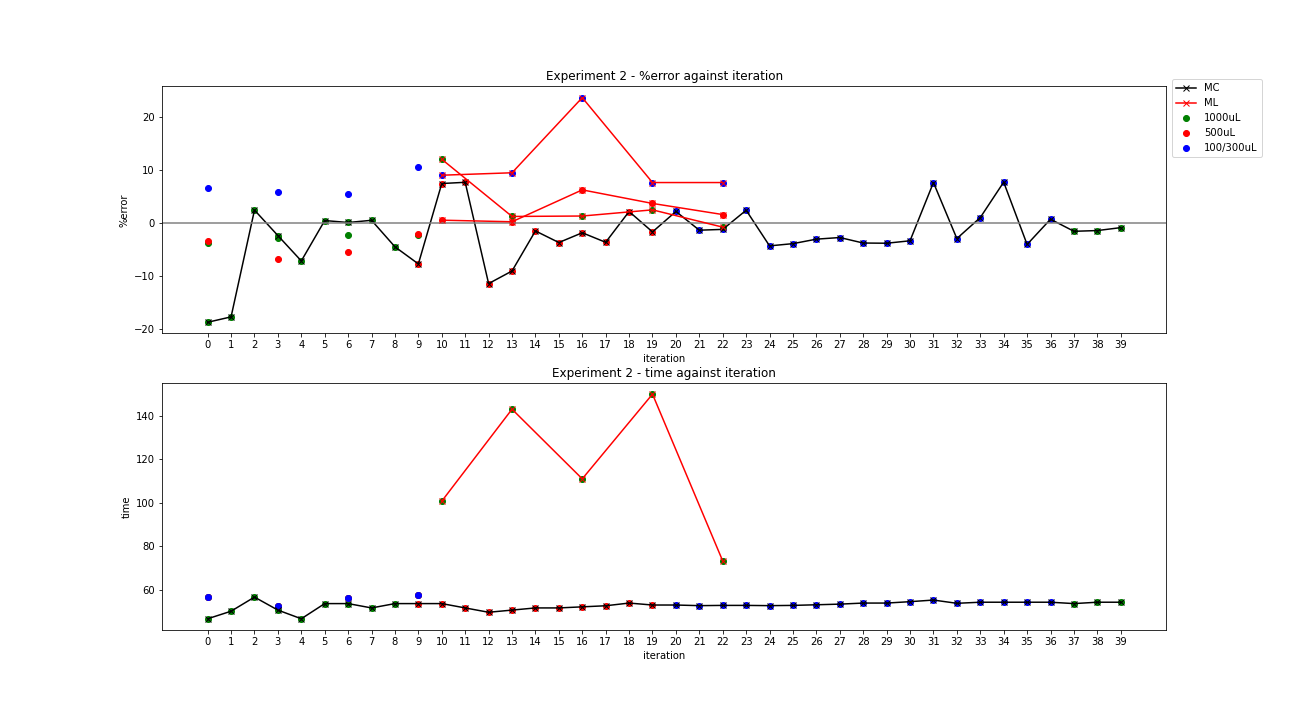 Experiment 2 - %error against iteration
MC
ML
1000uL
500uL
100/300uL
20
10
0
−10
−20
%error
0 1 2 3 4 5 6 7 8 9 10 11 12 13 14 15 16 17 18 19 20 21 22 23 24 25 26 27 28 29 30 31 32 33 34 35 36 37 38 39
iteration
Experiment 2 - time against iteration
140
120
100
80
60
time
0 1 2 3 4 5 6 7 8 9 10 11 12 13 14 15 16 17 18 19 20 21 22 23 24 25 26 27 28 29 30 31 32 33 34 35 36 37 38 39
iteration